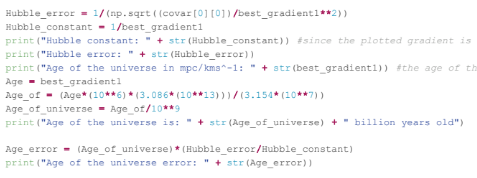 Hubble_error = 1/(np.sqrt((covar[0][0])/best_gradient1**2))
Hubble_constant = 1/best_gradient1
print("Hubble constant: " + str(Hubble_constant)) #since the plotted gradient is
print("Hubble error: " + str(Hubble_error))
print("Age of the universe in mpc/kms^-1: " + str(best_gradient1)) #the age of th
Age = best_gradient1
Age_of = (Age*(10**6)*(3.086*(10**13)))/(3.154*(10**7))
Age_of_universe = Age_of/10**9
print("Age of the universe is: " + str(Age_of_universe) + " billion years old")
Age_error = (Age_of_universe)*(Hubble_error/Hubble_constant)
print("Age of the universe error: " + str(Age_error))